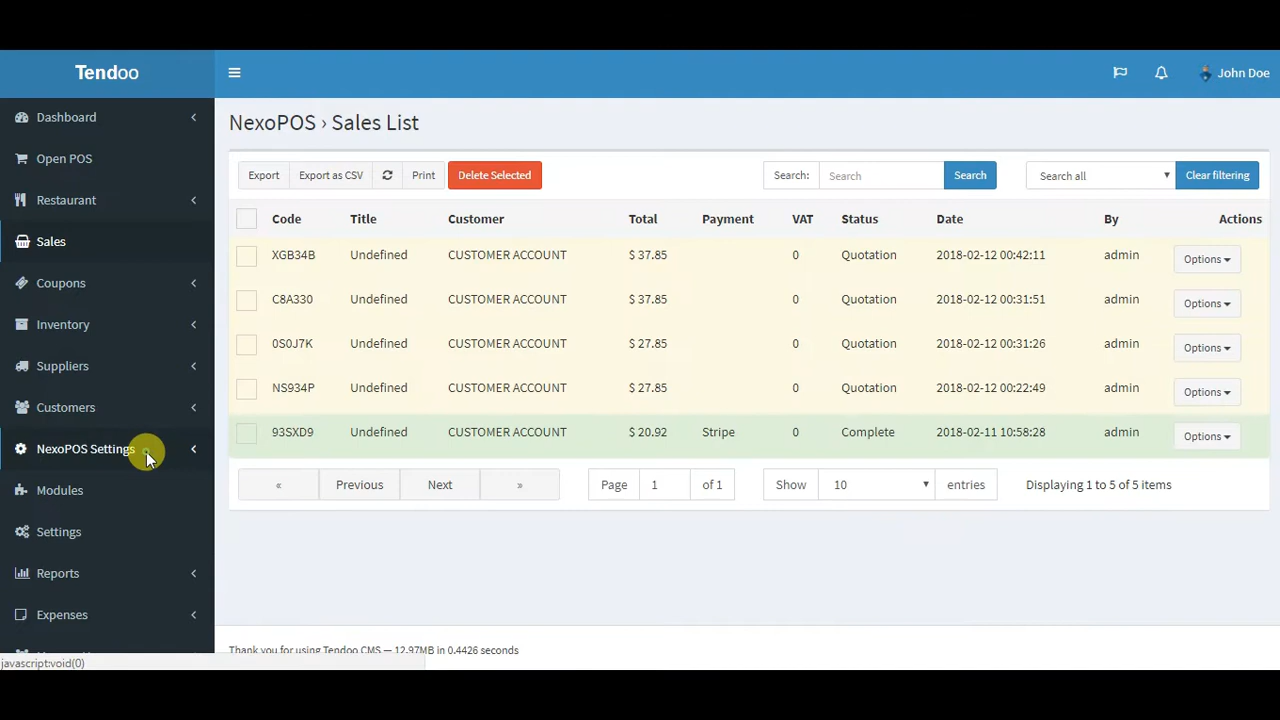 Tendoo
John Doe
Dashboard
Open POS
Restaurant
Sales
Coupons
Inventory
Suppliers
Customers
NexoPOS Settings
Modules
Settings
Reports
Expenses
javascript:void(0)
NexoPOS › Sales List
Export Export as CSV Print Delete Selected Search: Search Search Search all Clear filtering
Code Title Customer Total Payment VAT Status Date By Actions
XGB34B Undefined CUSTOMER ACCOUNT $ 37.85 0 Quotation 2018-02-12 00:42:11 admin Options
C8A330 Undefined CUSTOMER ACCOUNT $ 37.85 0 Quotation 2018-02-12 00:31:51 admin Options
0S0J7K Undefined CUSTOMER ACCOUNT $ 27.85 0 Quotation 2018-02-12 00:31:26 admin Options
NS934P Undefined CUSTOMER ACCOUNT $ 27.85 0 Quotation 2018-02-12 00:22:49 admin Options
93SXD9 Undefined CUSTOMER ACCOUNT $ 20.92 Stripe 0 Complete 2018-02-11 10:58:28 admin Options
« Previous Next » Page 1 of 1 Show 10 entries Displaying 1 to 5 of 5 items
Thank you for using Tendoo CMS — 12.97MB in 0.4426 seconds